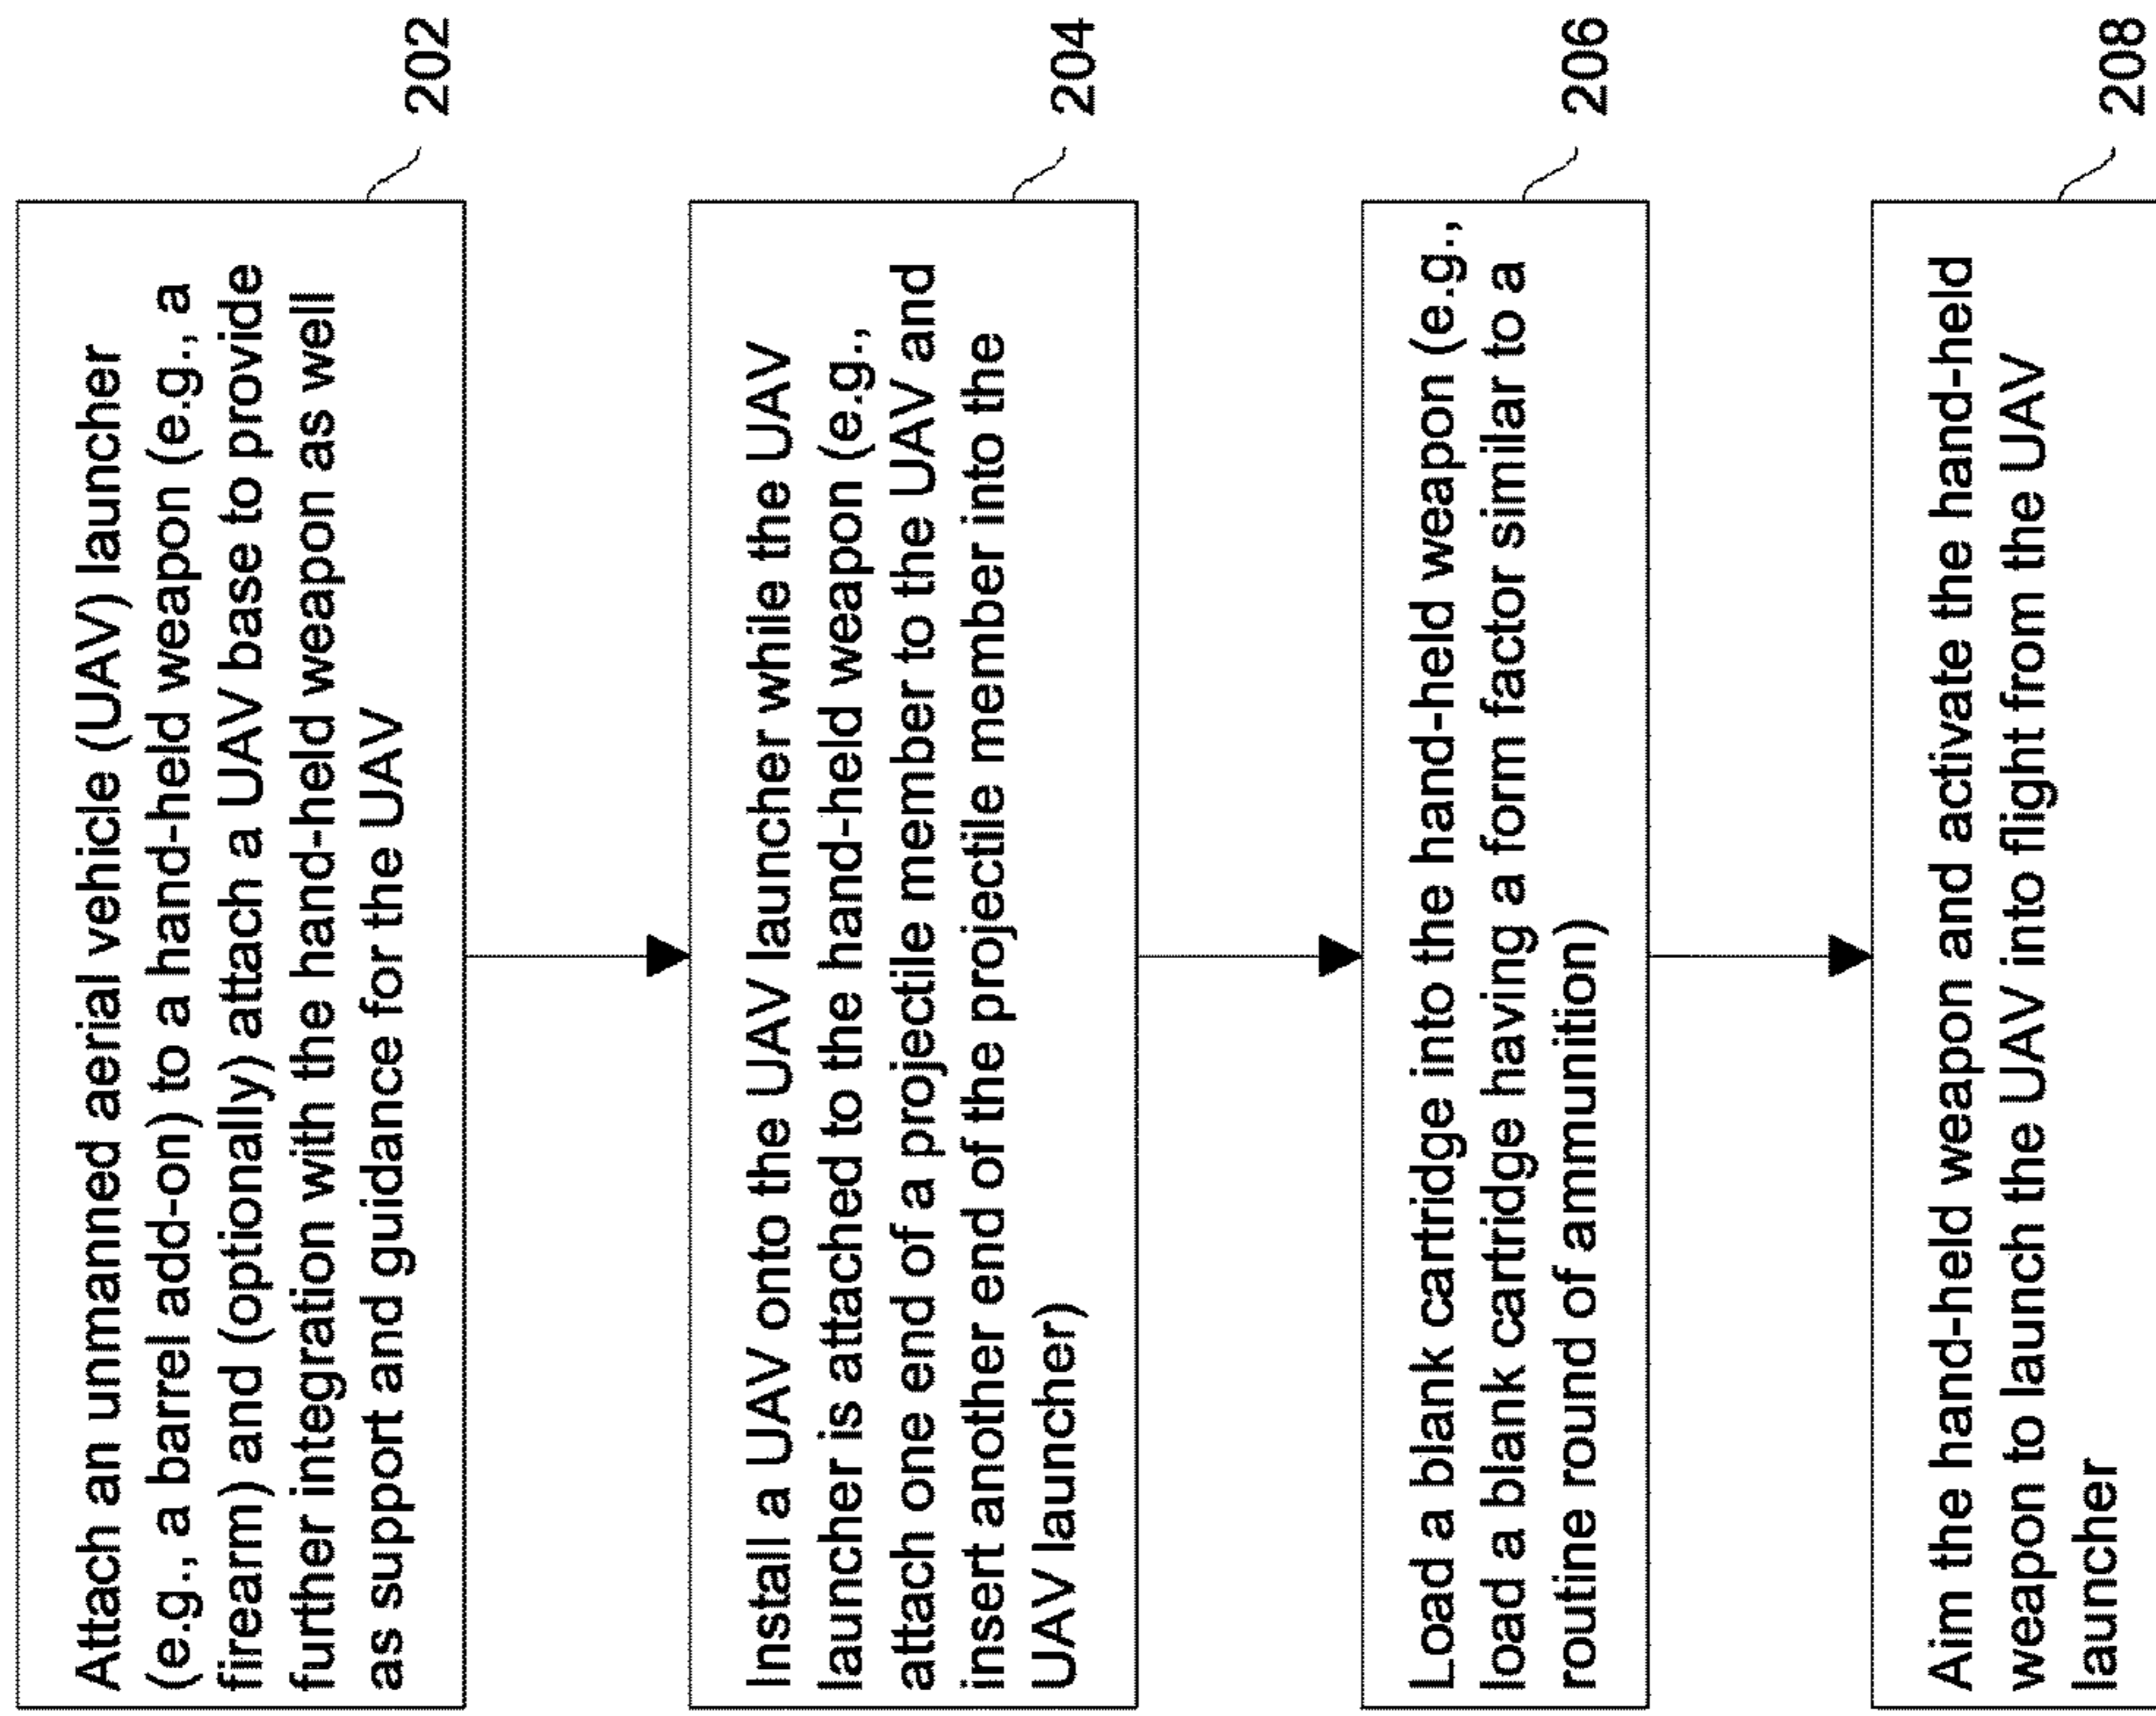 Attach an unmanned aerial vehicle (UAV) launcher
(e.g., a barrel add-on) to a hand-held weapon (e.g., a
firearm) and (optionally) attach a UAV base to provide
further integration with the hand-held weapon as well
as support and guidance for the UAV
202
Install a UAV onto the UAV launcher while the UAV
launcher is attached to the hand-held weapon (e.g.,
attach one end of a projectile member to the UAV and
insert another end of the projectile member into the
UAV launcher)
204
Load a blank cartridge into the hand-held weapon (e.g.,
load a blank cartridge having a form factor similar to a
routine round of ammunition)
206
Aim the hand-held weapon and activate the hand-held
weapon to launch the UAV into flight from the UAV
launcher
208